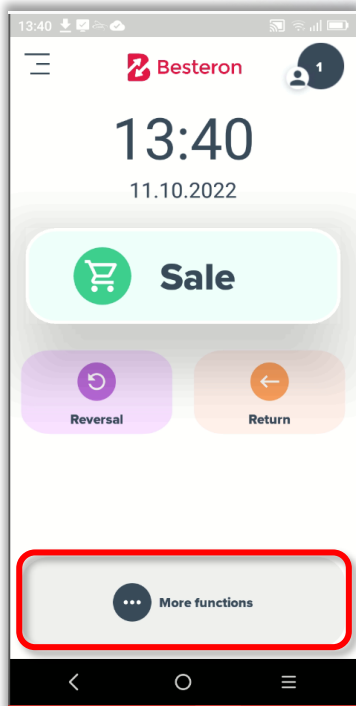 13:40
Besteron
1
13:40
11.10.2022
Sale
Reversal
Return
More functions